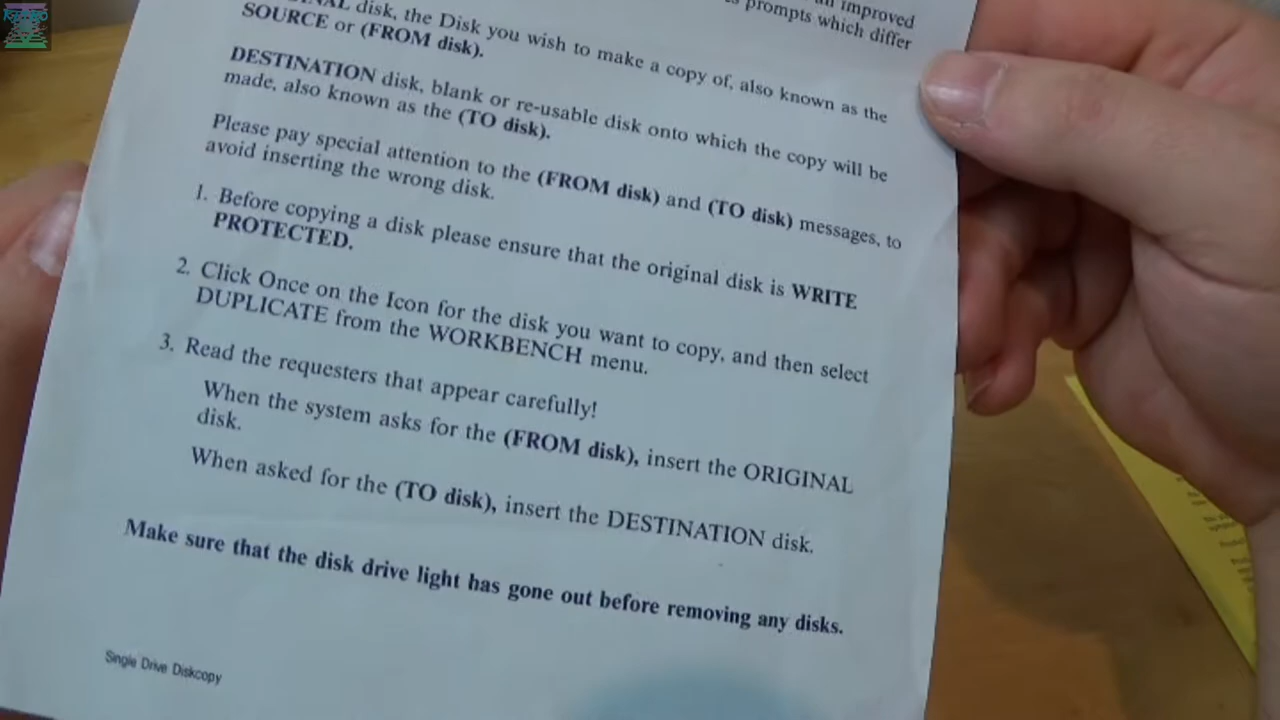 an improved
prompts which differ
disk, the Disk you wish to make a copy of, also known as the
SOURCE or (FROM disk).
DESTINATION disk, blank or re-usable disk onto which the copy will be
made, also known as the (TO disk).
Please pay special attention to the (FROM disk) and (TO disk) messages, to
avoid inserting the wrong disk.
1. Before copying a disk please ensure that the original disk is WRITE
PROTECTED.
2. Click Once on the Icon for the disk you want to copy, and then select
DUPLICATE from the WORKBENCH menu.
3. Read the requesters that appear carefully!
When the system asks for the (FROM disk), insert the ORIGINAL
disk.
When asked for the (TO disk), insert the DESTINATION disk.
Make sure that the disk drive light has gone out before removing any disks.
Single Drive Diskcopy